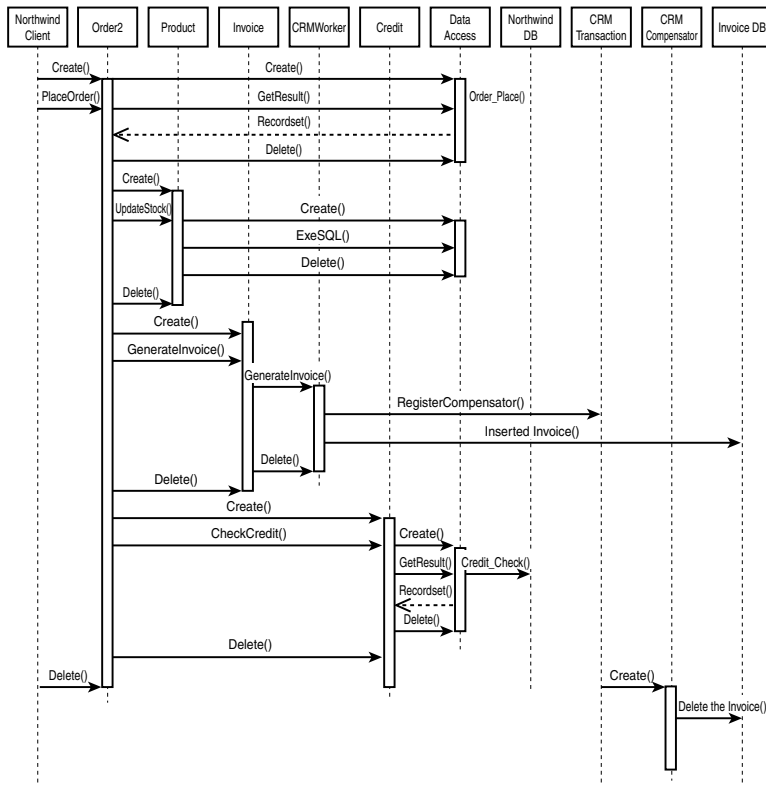 Northwind
Client
Order2
Product
Invoice
CRMWorker
Credit
Data
Access
Northwind
DB
CRM
Transaction
CRM
Compensator
Invoice DB
Create()
Create()
PlaceOrder()
GetResult()
Order_Place()
Recordset()
Delete()
Create()
UpdateStock()
Create()
ExeSQL()
Delete()
Delete()
Create()
GenerateInvoice()
GenerateInvoice()
RegisterCompensator()
Inserted Invoice()
Delete()
Delete()
Create()
CheckCredit()
Create()
GetResult()
Credit_Check()
Recordset()
Delete()
Delete()
Delete()
Create()
Delete the Invoice()